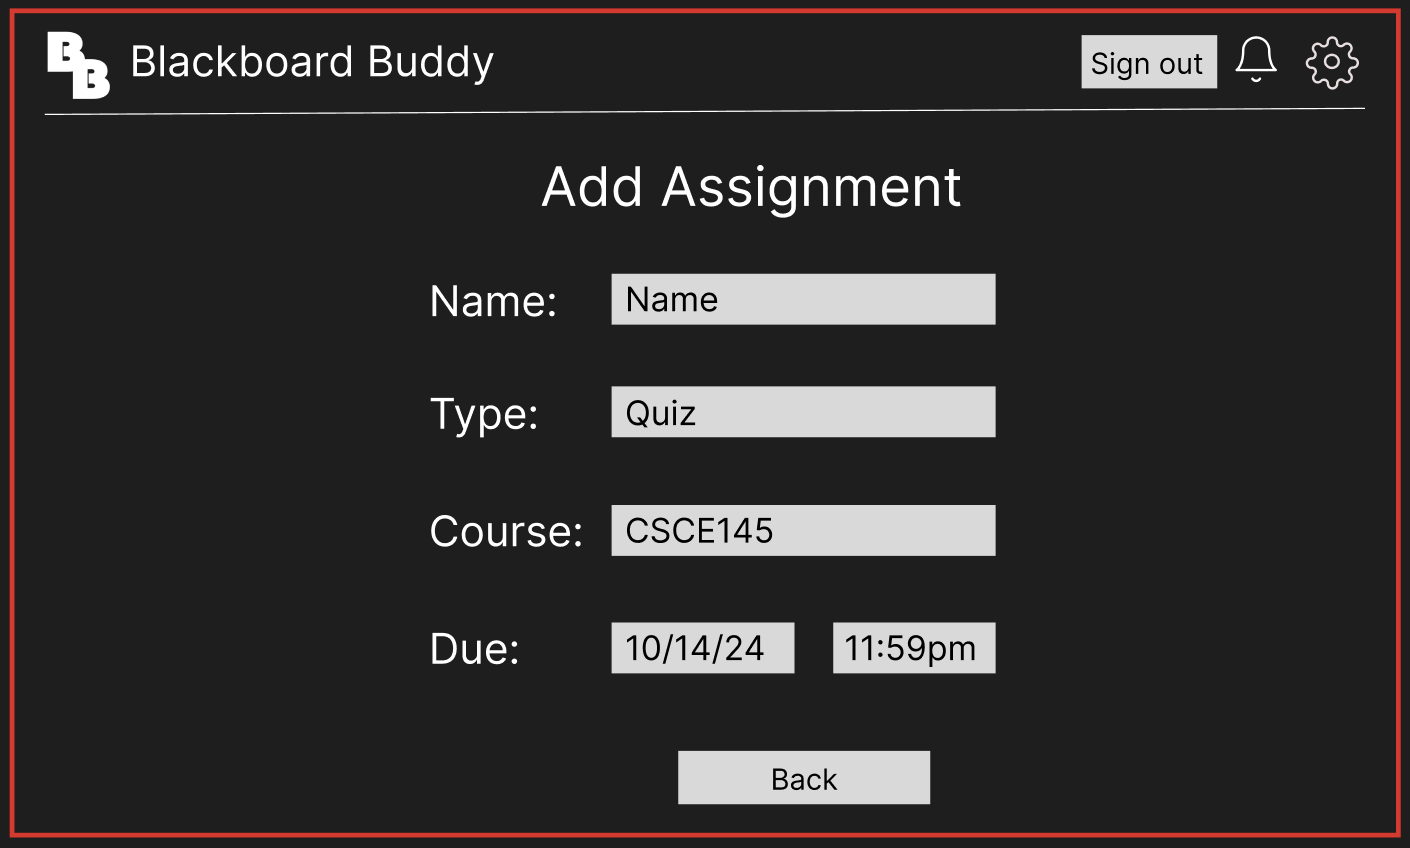 BB Blackboard Buddy Sign out
Add Assignment
Name: Name
Type: Quiz
Course: CSCE145
Due: 10/14/24 11:59pm
Back